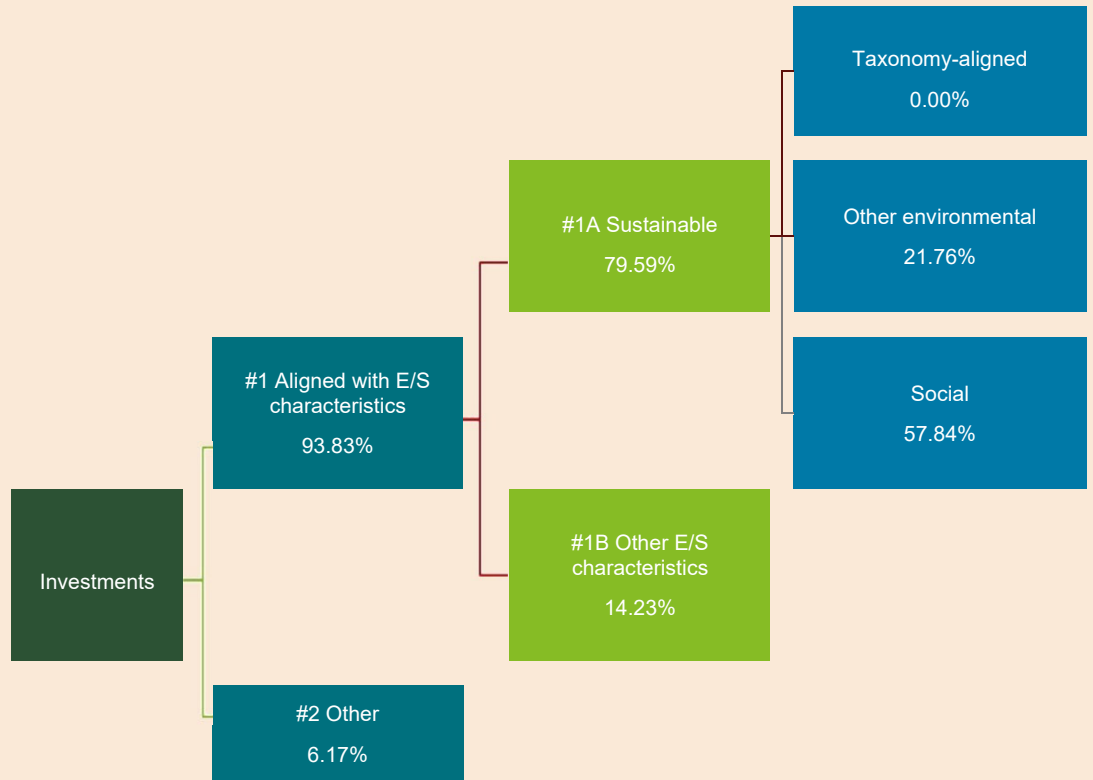 Taxonomy-aligned
0.00%
#1A Sustainable
79.59%
Other environmental
21.76%
#1 Aligned with E/S
characteristics
93.83%
Social
57.84%
Investments
#1B Other E/S
characteristics
14.23%
#2 Other
6.17%